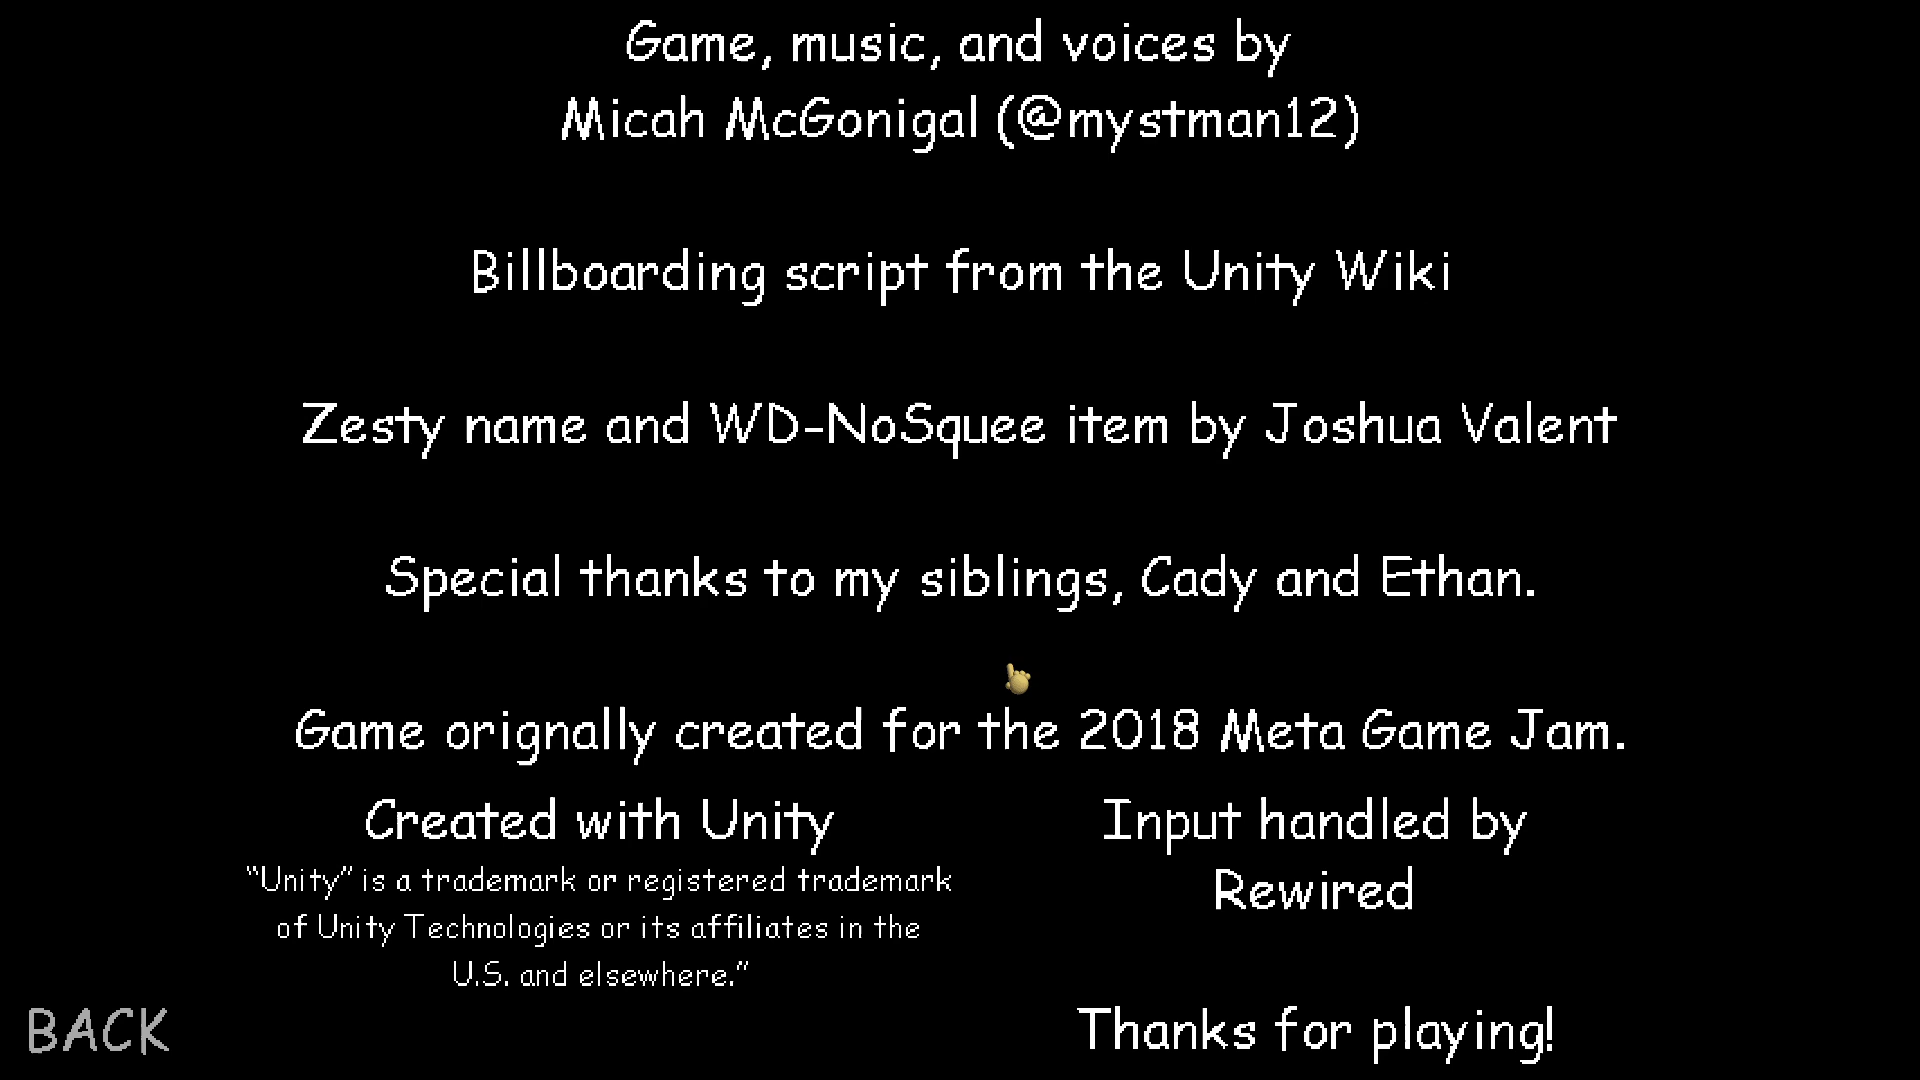 Game, music, and voices by
Micah McGonigal (@mystman12)
Billboarding script from the Unity Wiki
Zesty name and WD-NoSquee item by Joshua Valent
Special thanks to my siblings, Cady and Ethan.
Game orignally created for the 2018 Meta Game Jam.
Created with Unity
“Unity” is a trademark or registered trademark
of Unity Technologies or its affiliates in the
U.S. and elsewhere.”
Input handled by
Rewired
Thanks for playing!
BACK